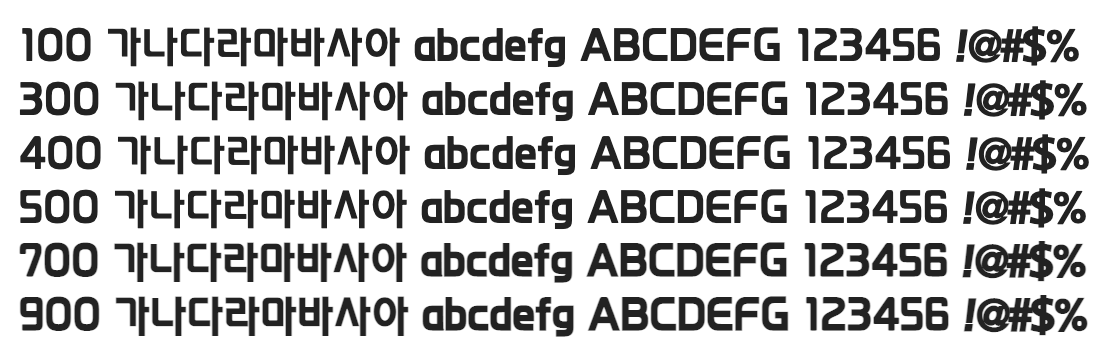 100 가나다라마바사아 abcdefg ABCDEFG 123456 !@#$%
300 가나다라마바사아 abcdefg ABCDEFG 123456 !@#$%
400 가나다라마바사아 abcdefg ABCDEFG 123456 !@#$%
500 가나다라마바사아 abcdefg ABCDEFG 123456 !@#$%
700 가나다라마바사아 abcdefg ABCDEFG 123456 !@#$%
900 가나다라마바사아 abcdefg ABCDEFG 123456 !@#$%